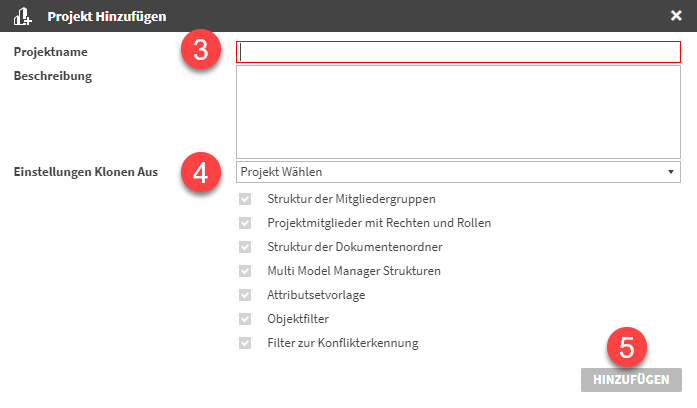 Projekt Hinzufügen
Projektname 3
Beschreibung
Einstellungen Klonen Aus 4 Projekt Wählen
Struktur der Mitgliedergruppen
Projektmitglieder mit Rechten und Rollen
Struktur der Dokumentenordner
Multi Model Manager Strukturen
Attributsetvorlage
Objektfilter
Filter zur Konflikterkennung
5
HINZUFÜGEN